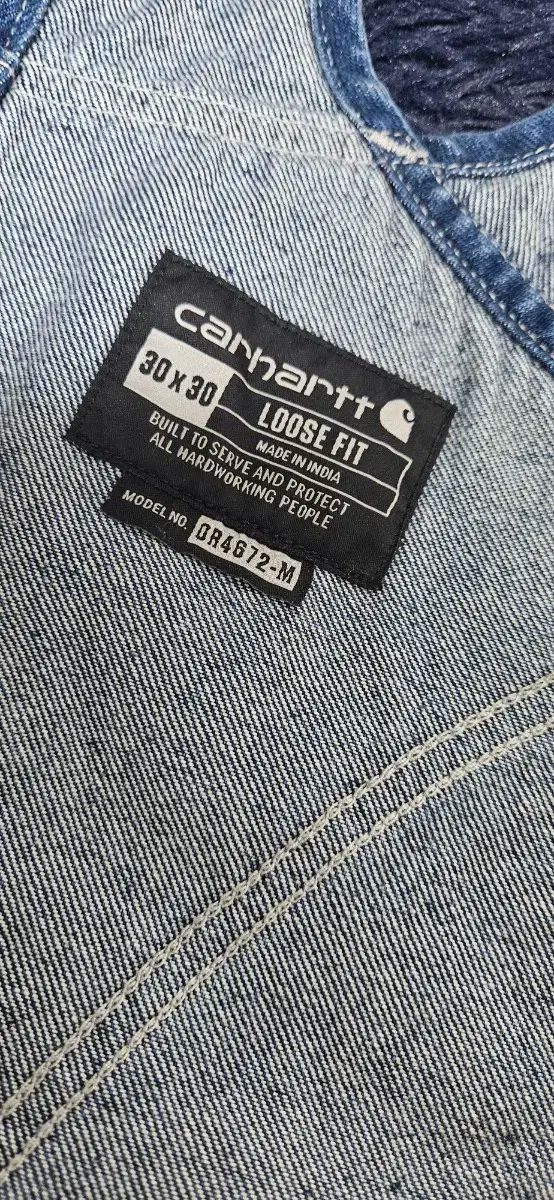 carhartt
30 x 30
LOOSE FIT
MADE IN INDIA
BUILT TO SERVE AND PROTECT
ALL HARDWORKING PEOPLE
MODEL NO. OR4672-M